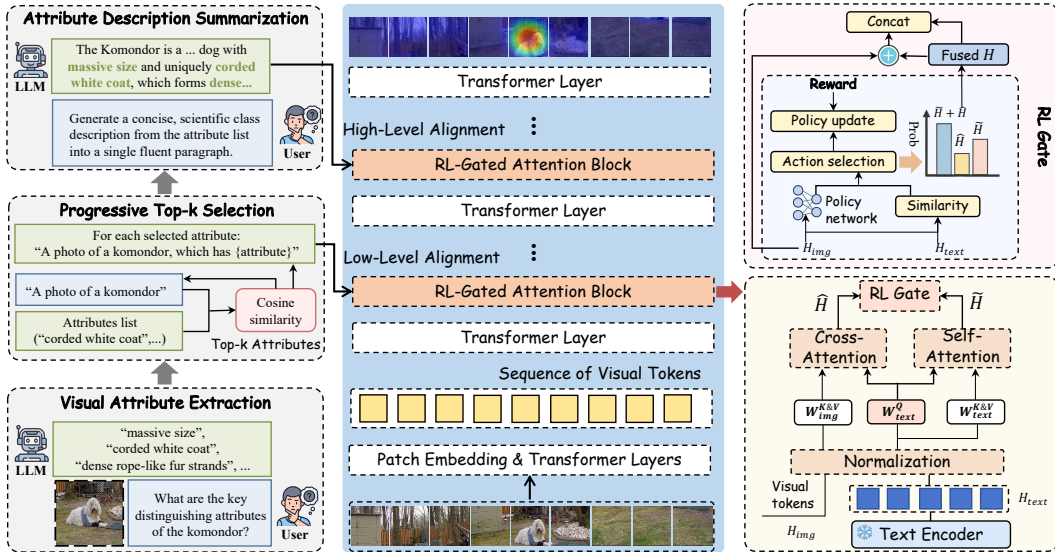 Attribute Description Summarization
LLM
The Komondor is a ... dog with
massive size and uniquely corded
white coat, which forms dense...
Generate a concise, scientific class
description from the attribute list
into a single fluent paragraph.
User
Progressive Top-k Selection
For each selected attribute:
“A photo of a komondor, which has {attribute}”
“A photo of a komondor”
Attributes list
(“corded white coat”,...)
Cosine
similarity
Top-k Attributes
Visual Attribute Extraction
LLM
“massive size”,
“corded white coat”,
“dense rope-like fur strands”, ...
What are the key
distinguishing attributes
of the komondor?
User
Transformer Layer
High-Level Alignment
RL-Gated Attention Block
Transformer Layer
Low-Level Alignment
RL-Gated Attention Block
Transformer Layer
Sequence of Visual Tokens
Patch Embedding & Transformer Layers
Concat
+
Fused H
Reward
Policy update
Action selection
Policy
network
Similarity
Prob
H̃ + Ĥ
Ĥ
H̃
H_img
H_text
RL Gate
Ĥ
RL Gate
H̃
Cross-
Attention
Self-
Attention
W_img^K&V
W_text^Q
W_text^K&V
Normalization
Visual
tokens
H_img
H_text
Text Encoder